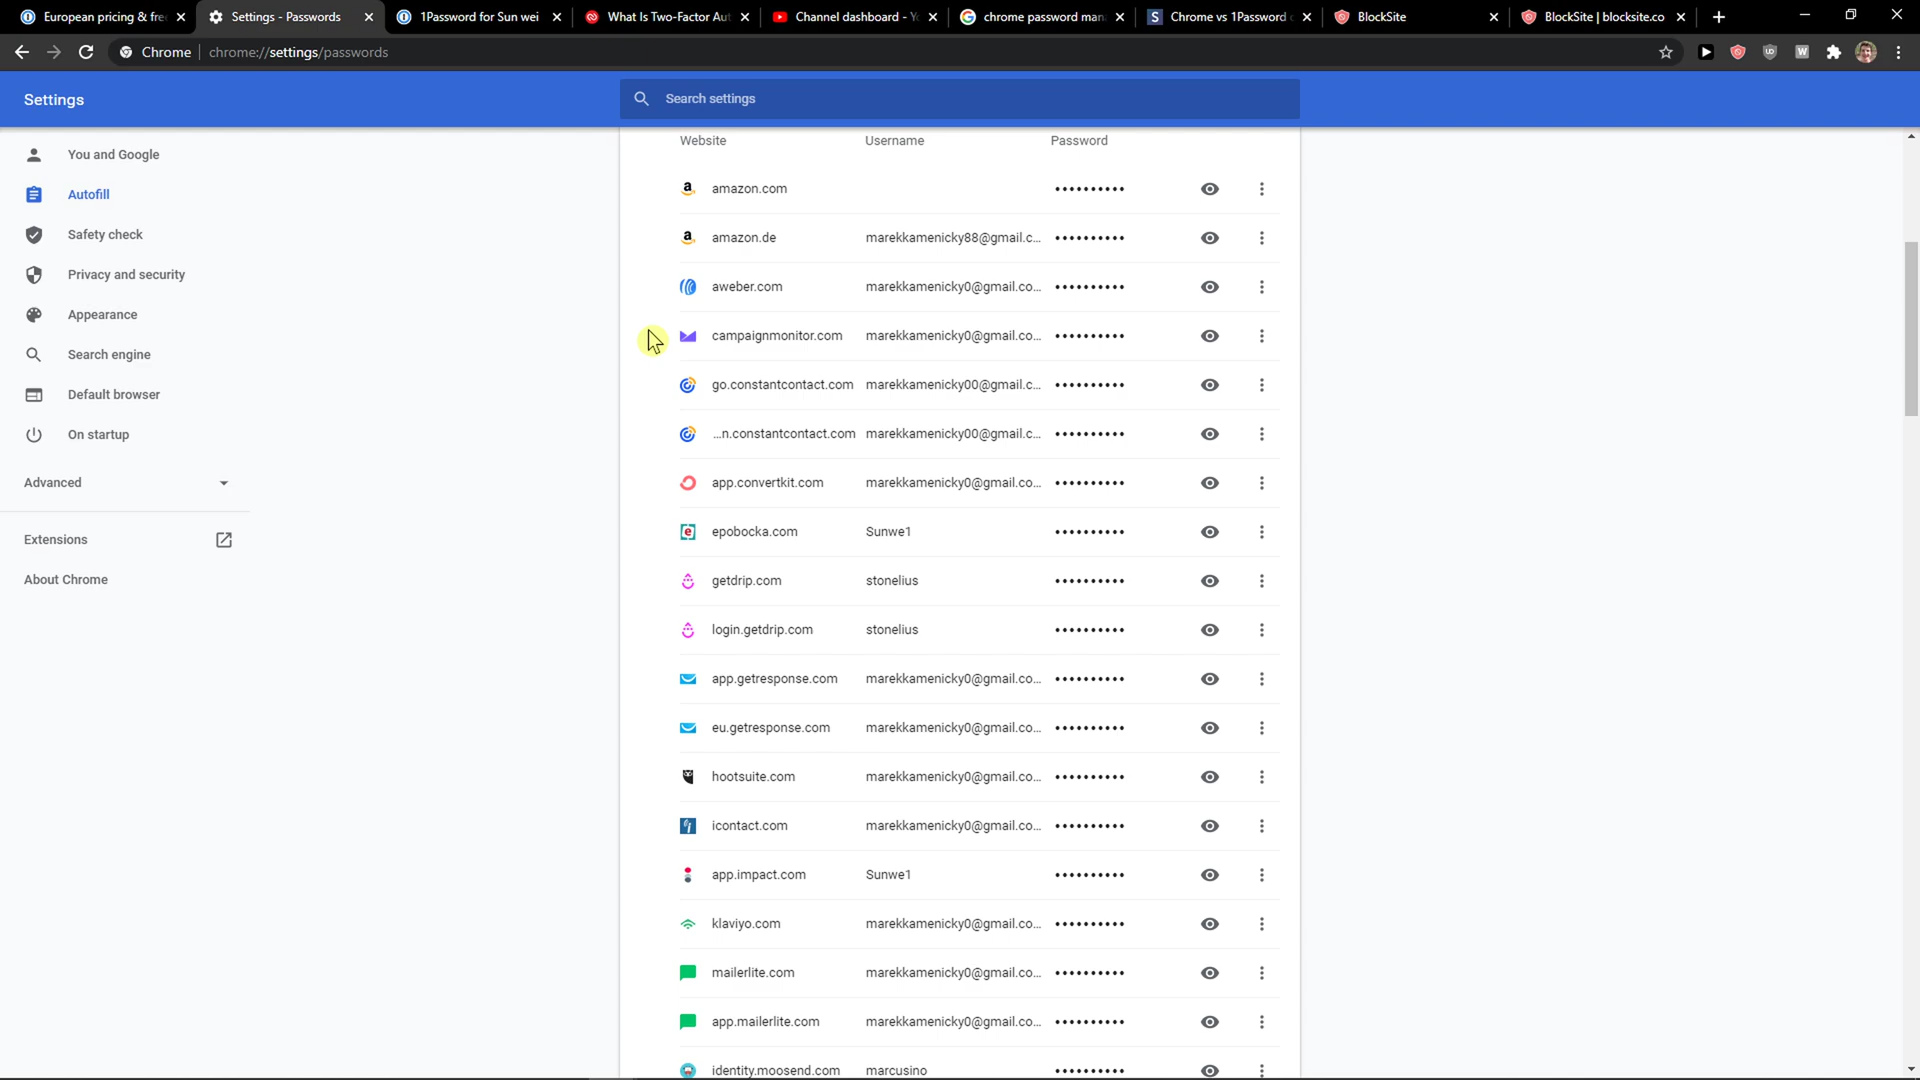 European pricing & fre
Settings - Passwords
1Password for Sun wei
What Is Two-Factor Aut
Channel dashboard - Y
chrome password man
Chrome vs 1Password
BlockSite
BlockSite | blocksite.co
Chrome chrome://settings/passwords
Settings
Search settings
You and Google
Autofill
Safety check
Privacy and security
Appearance
Search engine
Default browser
On startup
Advanced
Extensions
About Chrome
Website Username Password
amazon.com ••••••••••
amazon.de marekkamenicky88@gmail.c... ••••••••••
aweber.com marekkamenicky0@gmail.co... ••••••••••
campaignmonitor.com marekkamenicky0@gmail.co... ••••••••••
go.constantcontact.com marekkamenicky00@gmail.c... ••••••••••
...n.constantcontact.com marekkamenicky00@gmail.c... ••••••••••
app.convertkit.com marekkamenicky0@gmail.co... ••••••••••
epobocka.com Sunwe1 ••••••••••
getdrip.com stonelius ••••••••••
login.getdrip.com stonelius ••••••••••
app.getresponse.com marekkamenicky0@gmail.co... ••••••••••
eu.getresponse.com marekkamenicky0@gmail.co... ••••••••••
hootsuite.com marekkamenicky0@gmail.co... ••••••••••
icontact.com marekkamenicky0@gmail.co... ••••••••••
app.impact.com Sunwe1 ••••••••••
klaviyo.com marekkamenicky0@gmail.co... ••••••••••
mailerlite.com marekkamenicky0@gmail.co... ••••••••••
app.mailerlite.com marekkamenicky0@gmail.co... ••••••••••
identity.moosend.com marcusino ••••••••••